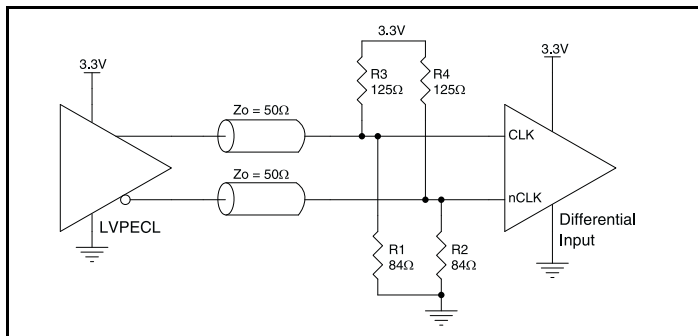 3.3V
3.3V
3.3V
R3
125Ω
R4
125Ω
Zo = 50Ω
CLK
Zo = 50Ω
nCLK
LVPECL
Differential
Input
R1
84Ω
R2
84Ω